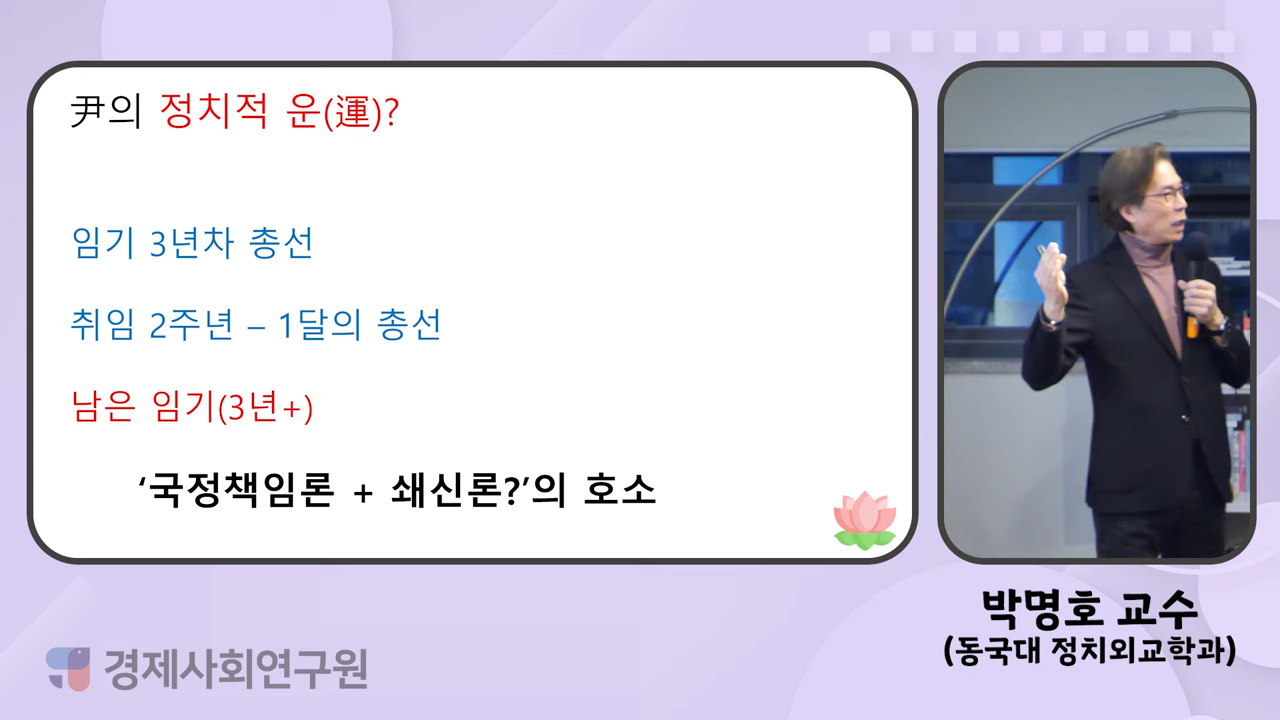 尹의 정치적 운(運)?
임기 3년차 총선
취임 2주년 – 1달의 총선
남은 임기(3년+)
‘국정책임론 + 쇄신론?’의 호소
박명호 교수
(동국대 정치외교학과)
경제사회연구원